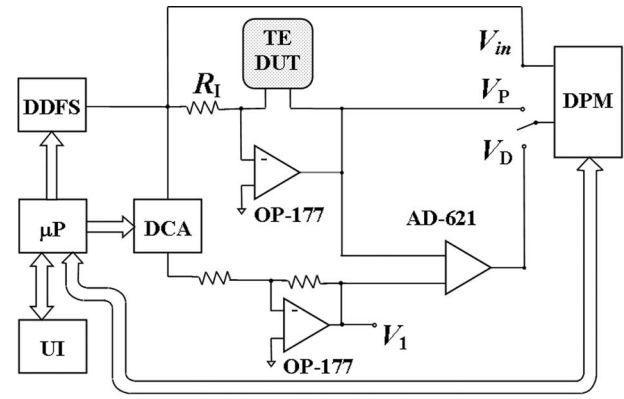 TE
DUT
V_in
DDFS
R_I
V_P
DPM
V_D
-
OP-177
AD-621
μP
DCA
-
V_1
UI
OP-177